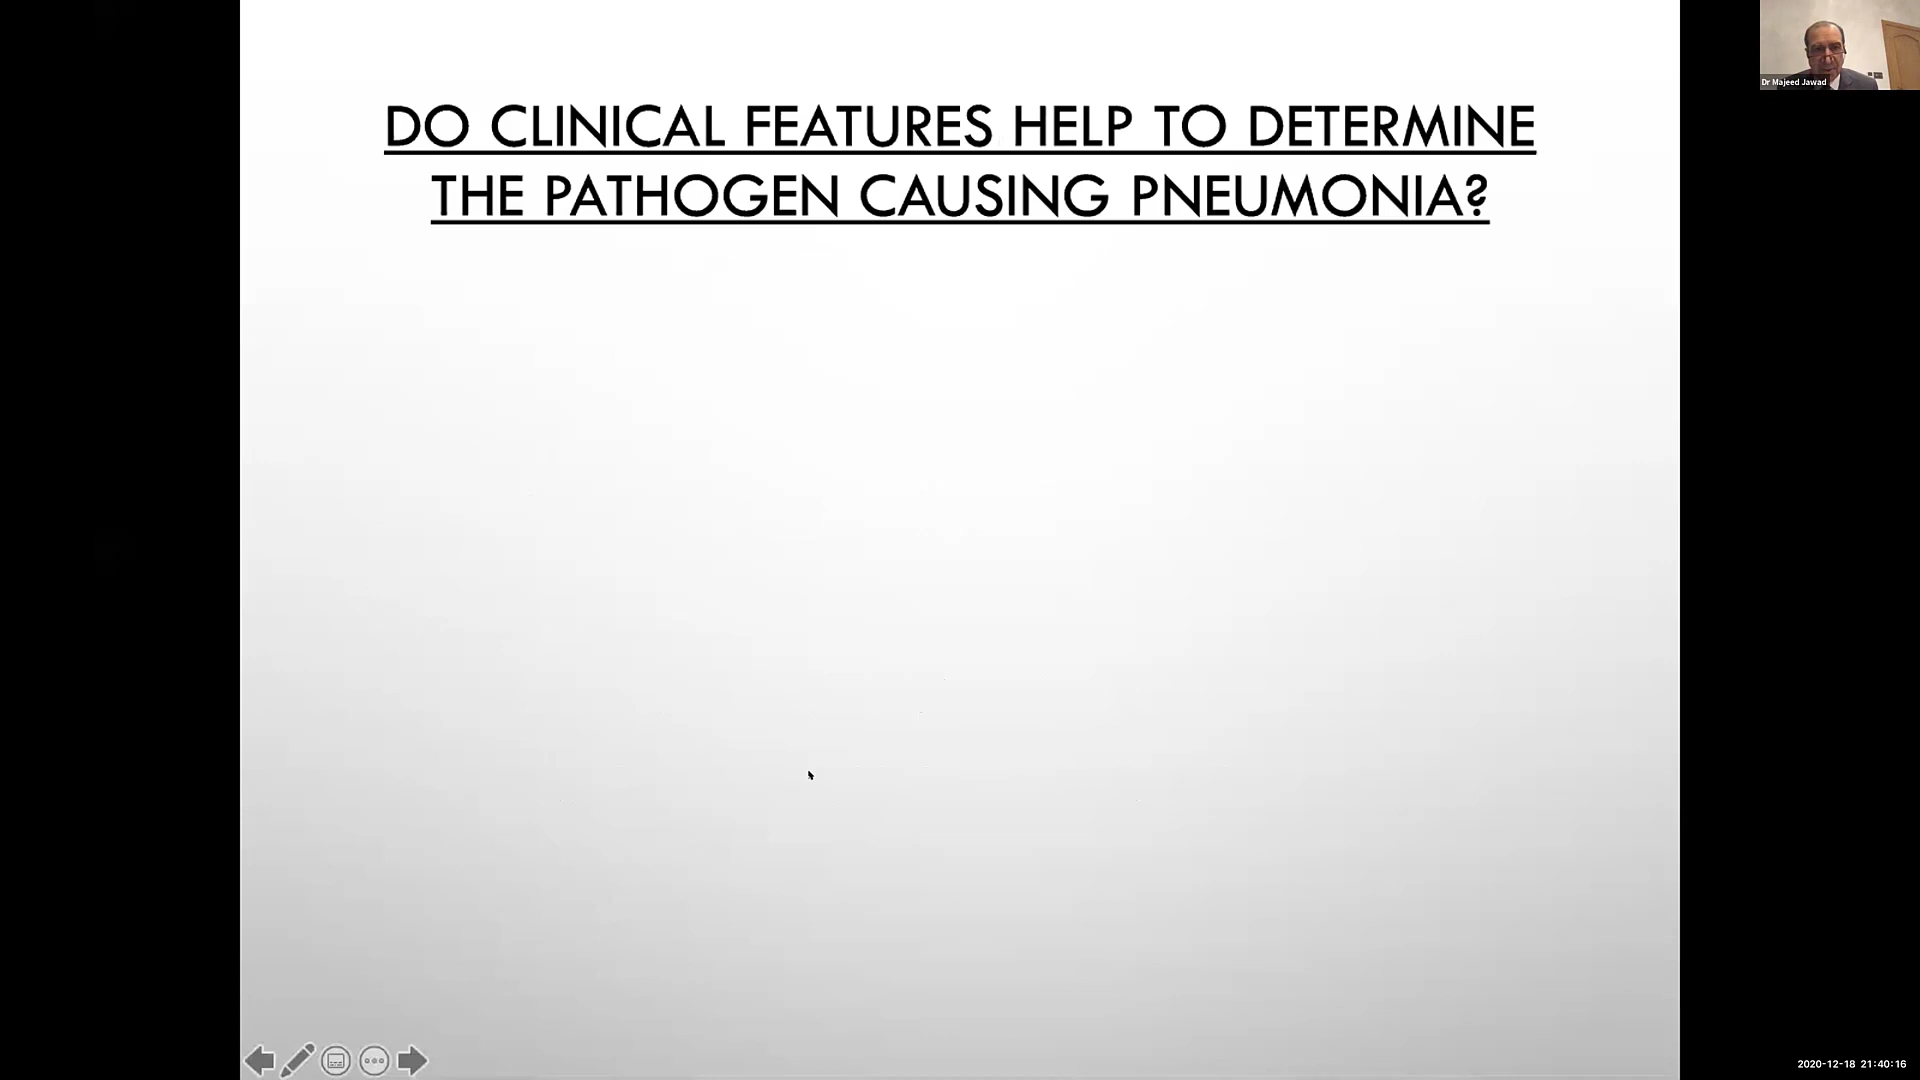 DO CLINICAL FEATURES HELP TO DETERMINE
THE PATHOGEN CAUSING PNEUMONIA?
Dr Majeed Jawad
2020-12-18 21:40:16